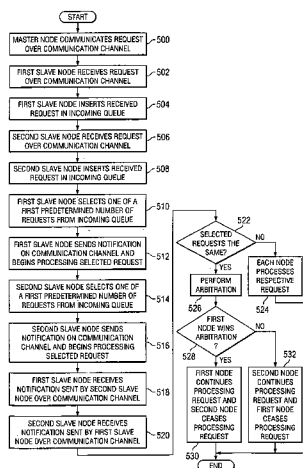 START
MASTER NODE COMMUNICATES REQUEST
OVER COMMUNICATION CHANNEL
500
FIRST SLAVE NODE RECEIVES REQUEST
OVER COMMUNICATION CHANNEL
502
FIRST SLAVE NODE INSERTS RECEIVED
REQUEST IN INCOMING QUEUE
504
SECOND SLAVE NODE RECEIVES REQUEST
OVER COMMUNICATION CHANNEL
506
SECOND SLAVE NODE INSERTS
RECEIVED REQUEST IN INCOMING QUEUE
508
FIRST SLAVE NODE SELECTS ONE OF A
FIRST PREDETERMINED NUMBER OF
REQUESTS FROM INCOMING QUEUE
510
FIRST SLAVE NODE SENDS NOTIFICATION
ON COMMUNICATION CHANNEL AND
BEGINS PROCESSING SELECTED REQUEST
512
SECOND SLAVE NODE SELECTS ONE OF
A FIRST PREDETERMINED NUMBER OF
REQUESTS FROM INCOMING QUEUE
514
SECOND SLAVE NODE SENDS
NOTIFICATION ON COMMUNICATION
CHANNEL AND BEGINS PROCESSING
SELECTED REQUEST
516
FIRST SLAVE NODE RECEIVES
NOTIFICATION SENT BY SECOND SLAVE
NODE OVER COMMUNICATION CHANNEL
518
SECOND SLAVE NODE RECEIVES
NOTIFICATION SENT BY FIRST SLAVE
NODE OVER COMMUNICATION CHANNEL
520
522
SELECTED
REQUESTS THE
SAME?
NO
YES
EACH NODE
PROCESSES
RESPECTIVE
REQUEST
524
PERFORM
ARBITRATION
526
FIRST
NODE WINS
ARBITRATION
?
528
NO
YES
532
FIRST NODE
CONTINUES
PROCESSING
REQUEST AND
SECOND NODE
CEASES
PROCESSING
REQUEST
530
SECOND NODE
CONTINUES
PROCESSING
REQUEST AND
FIRST NODE
CEASES
PROCESSING
REQUEST
END